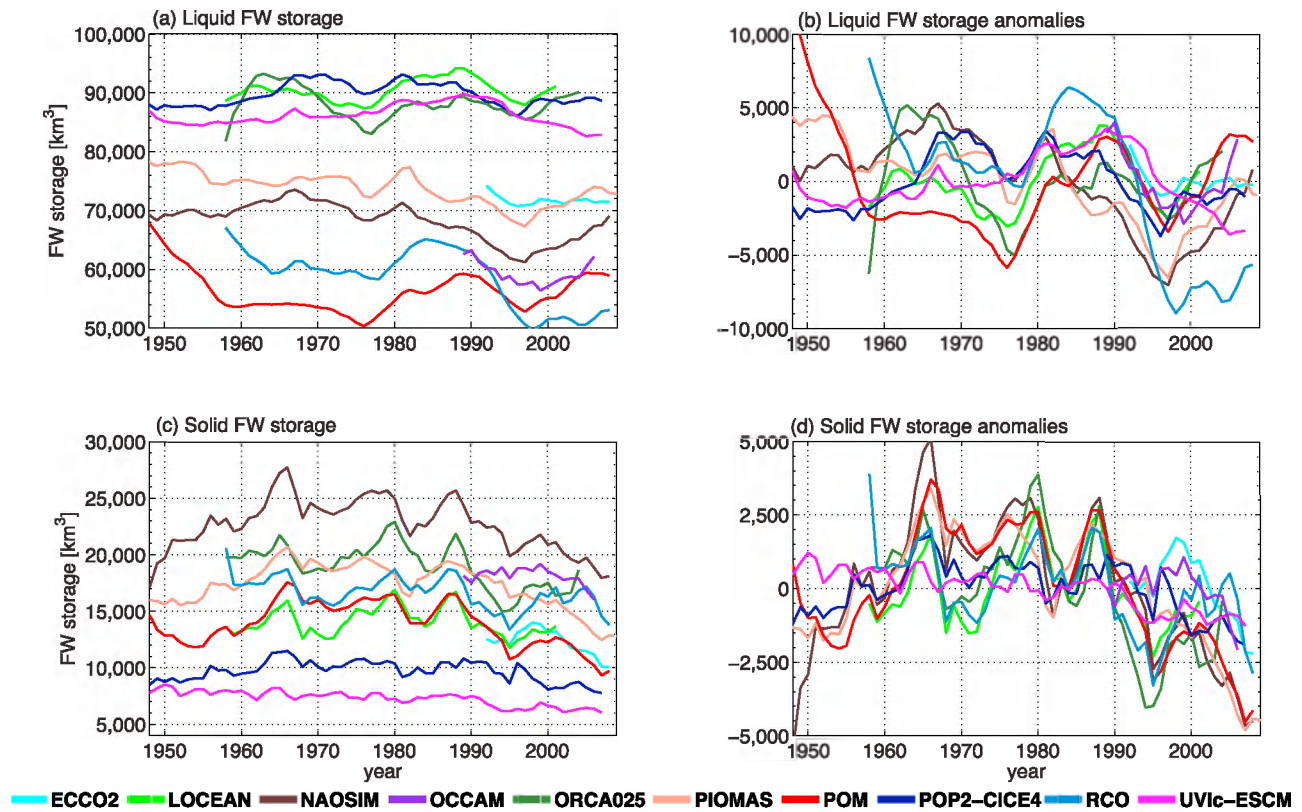 (a) Liquid FW storage
100,000
90,000
80,000
70,000
60,000
50,000
FW storage [km³]
1950 1960 1970 1980 1990 2000
(b) Liquid FW storage anomalies
10,000
5,000
0
−5,000
−10,000
1950 1960 1970 1980 1990 2000
(c) Solid FW storage
30,000
25,000
20,000
15,000
10,000
5,000
FW storage [km³]
1950 1960 1970 1980 1990 2000
year
(d) Solid FW storage anomalies
5,000
2,500
0
−2,500
−5,000
1950 1960 1970 1980 1990 2000
year
ECCO2 LOCEAN NAOSIM OCCAM ORCA025 PIOMAS POM POP2−CICE4 RCO UVic−ESCM